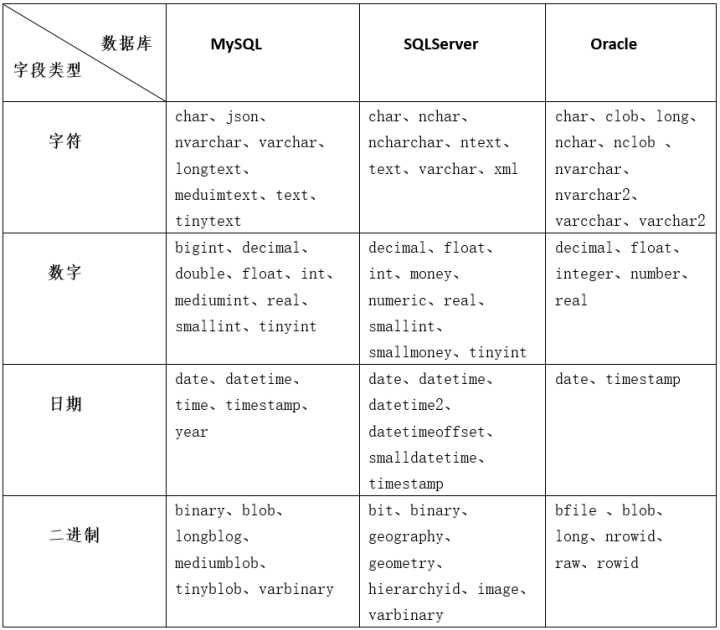 数据库
字段类型
MySQL
SQLServer
Oracle
字符
char、json、
nvarchar、varchar、
longtext、
meduimtext、text、
tinytext
char、nchar、
ncharchar、ntext、
text、varchar、xml
char、clob、long、
nchar、nclob 、
nvarchar、
nvarchar2、
varcchar、varchar2
数字
bigint、decimal、
double、float、int、
mediumint、real、
smallint、tinyint
decimal、float、
int、money、
numeric、real、
smallint、
smallmoney、tinyint
decimal、float、
integer、number、
real
日期
date、datetime、
time、timestamp、
year
date、datetime、
datetime2、
datetimeoffset、
smalldatetime、
timestamp
date、timestamp
二进制
binary、blob、
longblog、
mediumblob、
tinyblob、varbinary
bit、binary、
geography、
geometry、
hierarchyid、image、
varbinary
bfile 、blob、
long、nrowid、
raw、rowid